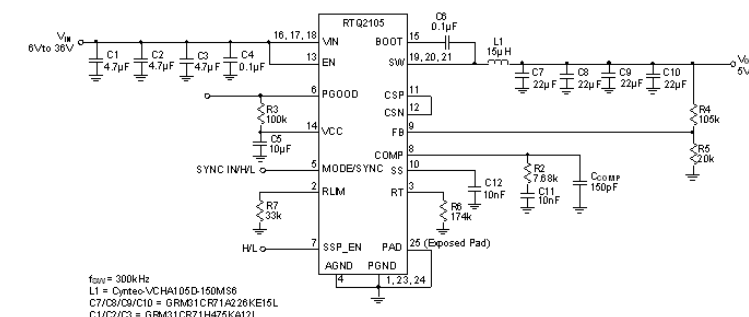 RTQ2105
VIN
6V to 36V
C1
4.7µF
C2
4.7µF
C3
4.7µF
C4
0.1µF
16, 17, 18
VIN
13
EN
6
PGOOD
R3
100k
14
VCC
C5
10µF
SYNC IN/H/L
5
MODE/SYNC
2
RLIM
R7
33k
H/L
7
SSP_EN
AGND
PGND
4
1, 23, 24
BOOT
15
C6
0.1µF
SW
19, 20, 21
L1
15µH
C7
22µF
C8
22µF
C9
22µF
C10
22µF
5V
CSP
11
CSN
12
FB
9
R4
105k
R5
20k
COMP
8
R2
7.68k
C11
10nF
CCOMP
150pF
SS
10
C12
10nF
RT
3
R6
174k
PAD
25 (Exposed Pad)
fSW = 300kHz
L1 = Cyntec-VCHA105D-150MS6
C7/C8/C9/C10 = GRM31CR71A226KE15L
C1/C2/C3 = GRM31CR71H475KA12L